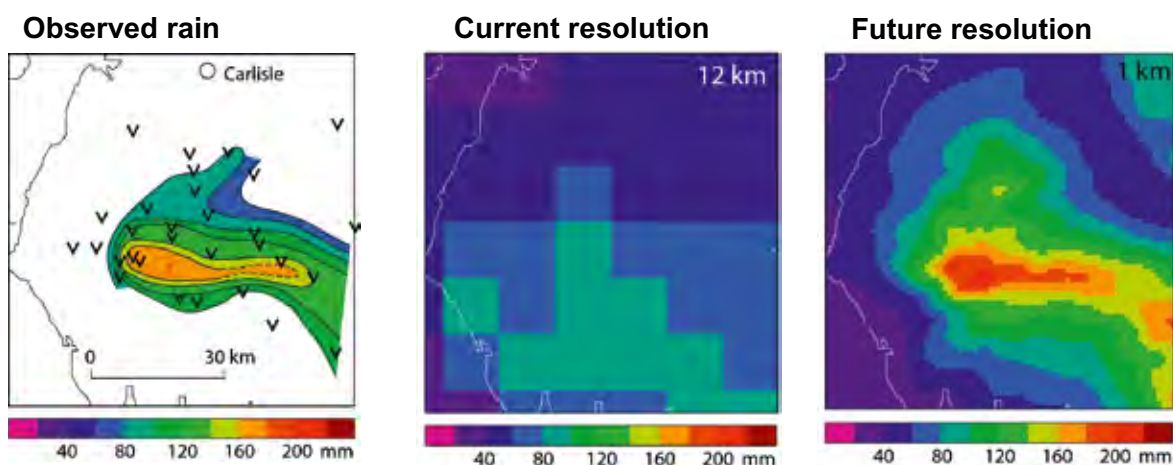 Observed rain
Current resolution
Future resolution
Carlisle
12 km
1 km
0 30 km
40 80 120 160 200 mm
40 80 120 160 200 mm
40 80 120 160 200 mm